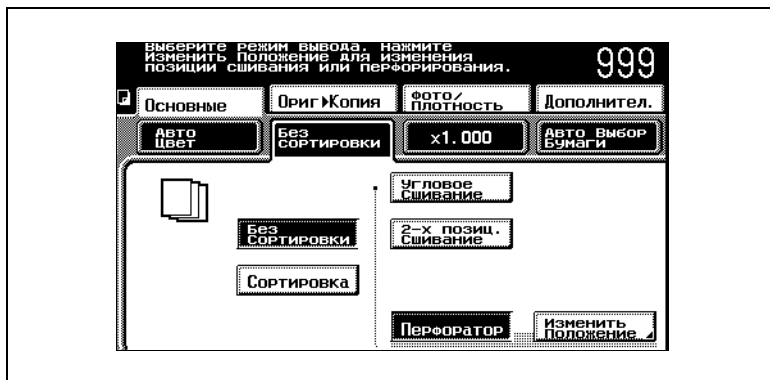 Выберите режим вывода. Нажмите
Изменить Положение для изменения
позиции сшивания или перфорирования.
999
Основные
Ориг▶Копия
Фото/
Плотность
Дополнител.
Авто
Цвет
Без
сортировки
x1.000
Авто Выбор
Бумаги
Угловое
Сшивание
Без
Сортировки
2-х позиц.
Сшивание
Сортировка
Перфоратор
Изменить
Положение